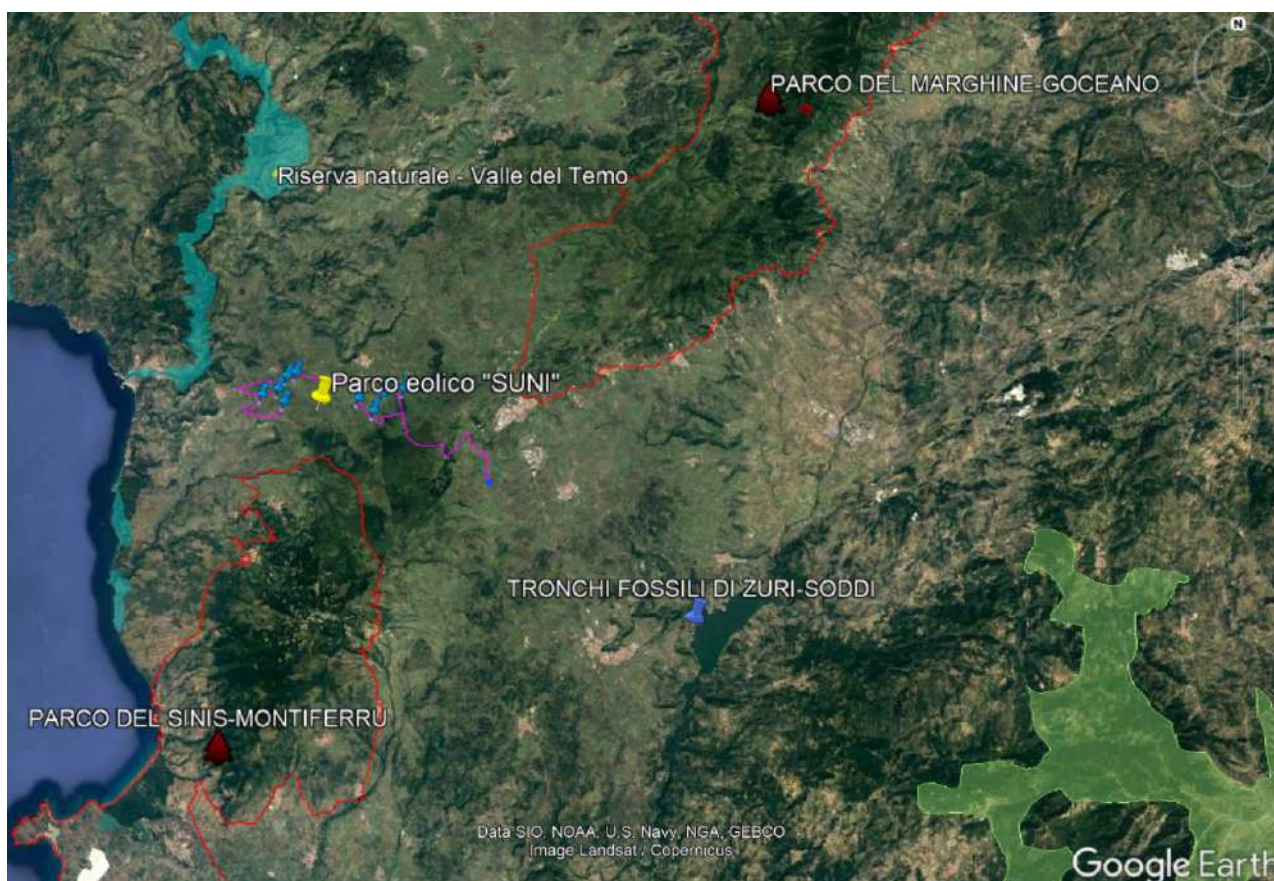 N
PARCO DEL MARGHINE-GOCEANO
Riserva naturale - Valle del Temo
Parco eolico "SUNI"
TRONCHI FOSSILI DI ZURI-SODDI
PARCO DEL SINIS-MONTIFERRU
Data SIO, NOAA, U.S. Navy, NGA, GEBCO
Image Landsat / Copernicus
Google Earth